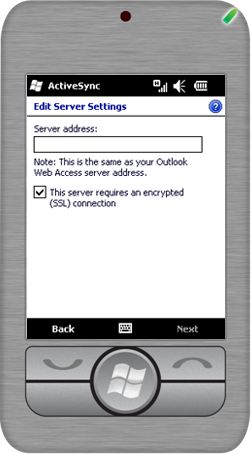 ActiveSync
Edit Server Settings
?
Server address:
Note: This is the same as your Outlook
Web Access server address.
This server requires an encrypted
(SSL) connection
Back Next